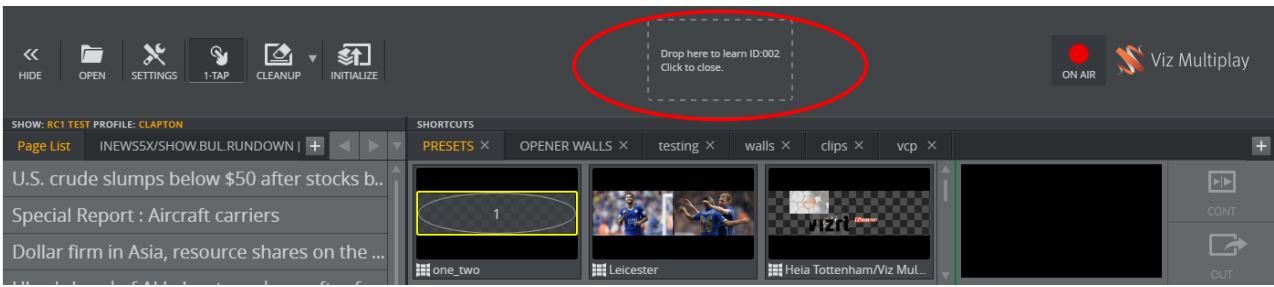 HIDE
OPEN
SETTINGS
1-TAP
CLEANUP
INITIALIZE
Drop here to learn ID:002
Click to close.
ON AIR
Viz Multiplay
SHOW: RC1 TEST PROFILE: CLAPTON
SHORTCUTS
Page List INEWS5X/SHOW.BUL.RUNDOWN |
PRESETS OPENER WALLS testing walls clips vcp
U.S. crude slumps below $50 after stocks b..
Special Report : Aircraft carriers
Dollar firm in Asia, resource shares on the ...
1
vizrt
one_two
Leicester
Heia Tottenham/Viz Mul...
CONT
OUT